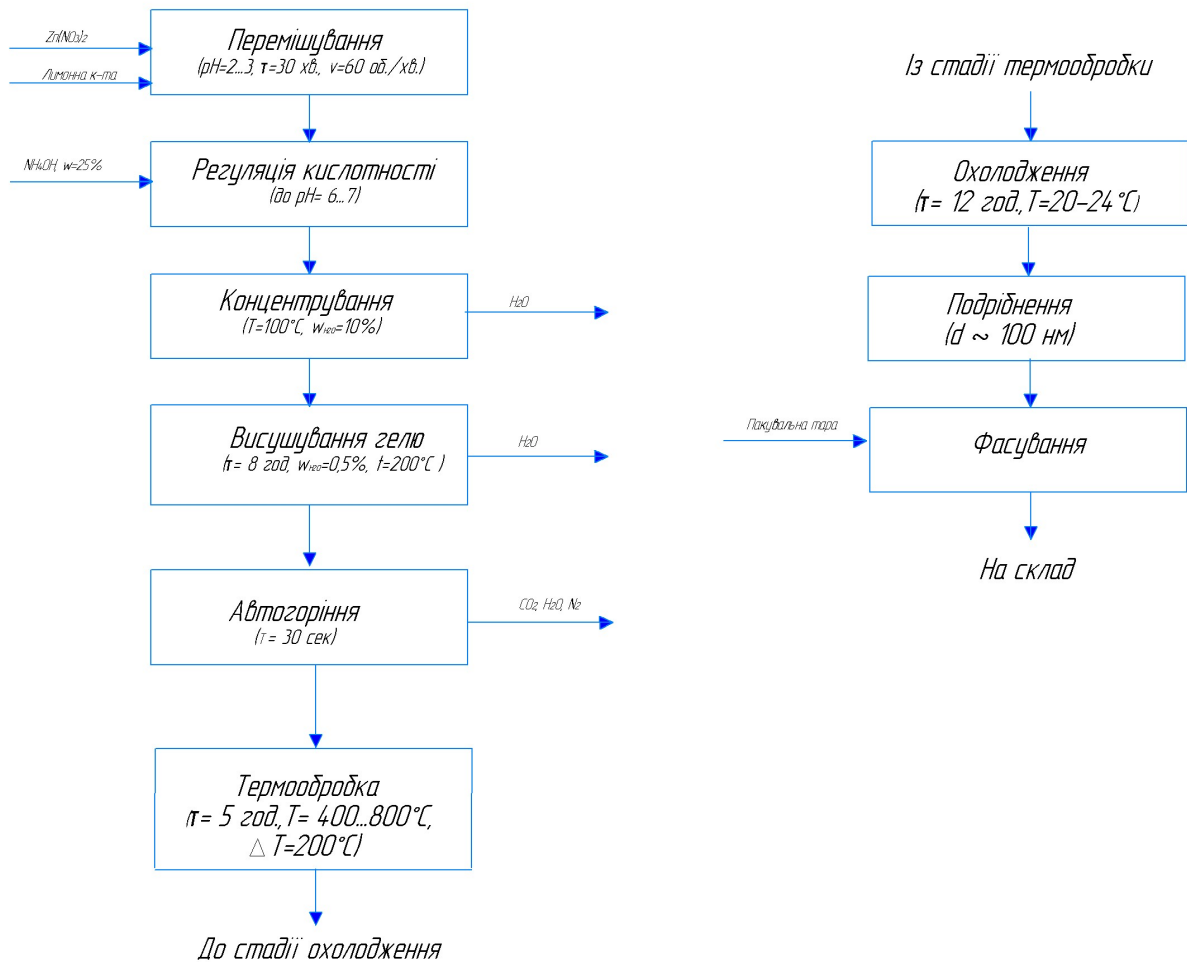 Zn(NO3)2
Лимонна к-та
Перемішування
(pH=2...3, τ=30 хв., v=60 об./хв.)
NH4OH, w=25%
Регуляція кислотності
(до pH= 6...7)
Концентрування
(T=100°C, wH2O=10%)
H2O
Висушування гелю
(τ= 8 год, wH2O=0,5%, t=200°C )
H2O
Автогоріння
(T= 30 сек)
CO2, H2O, N2
Термообробка
(τ= 5 год., T= 400...800°C,
△ T=200°C)
До стадії охолодження
Із стадії термообробки
Охолодження
(τ= 12 год., T=20-24°C)
Подрібнення
(d ~ 100 нм)
Пакувальна тара
Фасування
На склад